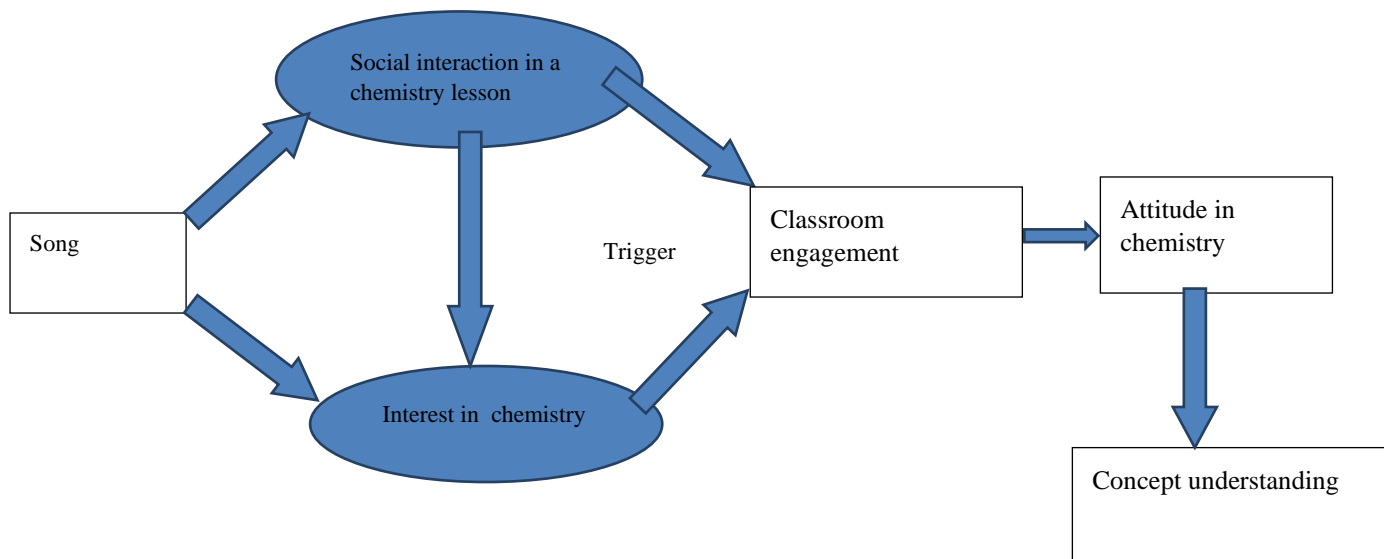 Social interaction in a
chemistry lesson
Song
Trigger
Classroom
engagement
Attitude in
chemistry
Interest in  chemistry
Concept understanding